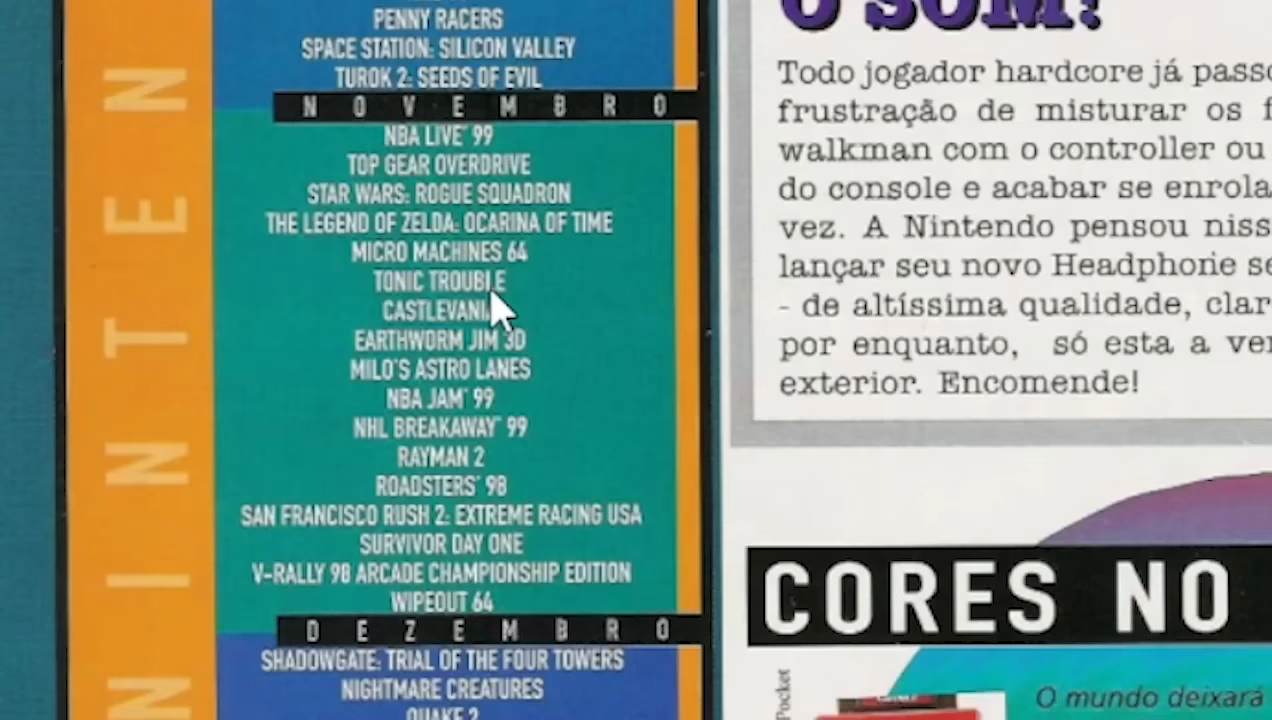 PENNY RACERS
SPACE STATION: SILICON VALLEY
TUROK 2: SEEDS OF EVIL
NOVEMBRO
NBA LIVE' 99
TOP GEAR OVERDRIVE
STAR WARS: ROGUE SQUADRON
THE LEGEND OF ZELDA: OCARINA OF TIME
MICRO MACHINES 64
TONIC TROUBLE
CASTLEVANI
EARTHWORM JIM 3D
MILO'S ASTRO LANES
NBA JAM' 99
NHL BREAKAWAY' 99
RAYMAN 2
ROADSTERS' 98
SAN FRANCISCO RUSH 2: EXTREME RACING USA
SURVIVOR DAY ONE
V-RALLY 98 ARCADE CHAMPIONSHIP EDITION
WIPEOUT 64
DEZEMBRO
SHADOWGATE: TRIAL OF THE FOUR TOWERS
NIGHTMARE CREATURES
QUAKE 2
NINTEN
O SOM?
Todo jogador hardcore já passo
frustração de misturar os f
walkman com o controller ou
do console e acabar se enrola
vez. A Nintendo pensou niss
lançar seu novo Headphone se
- de altíssima qualidade, clar
por enquanto, só esta a ve
exterior. Encomende!
CORES NO
Pocket
O mundo deixará